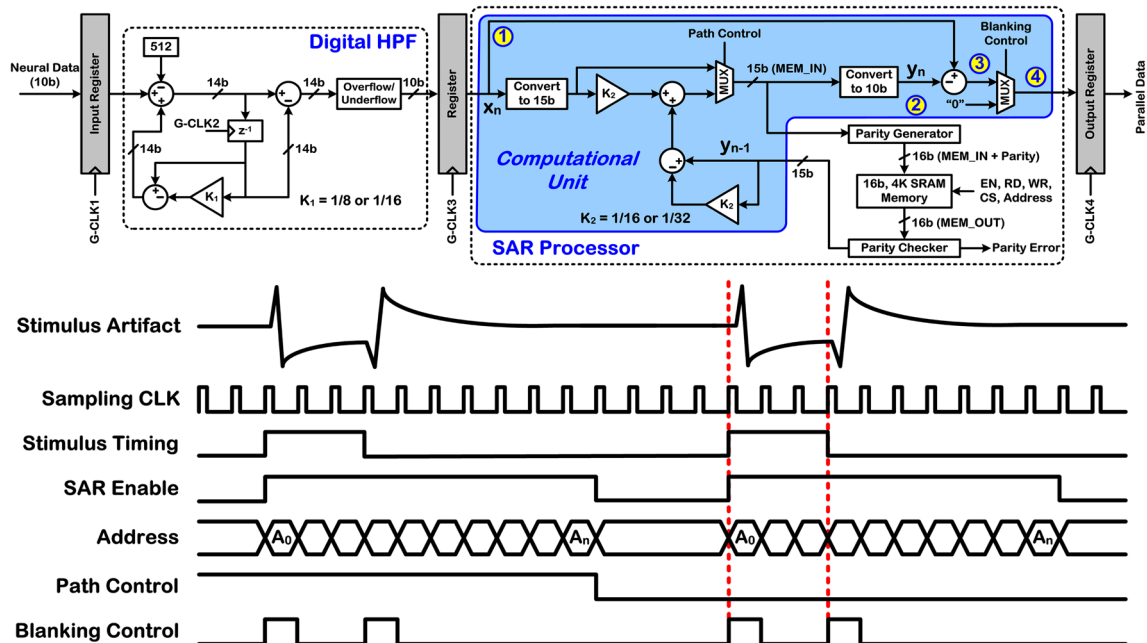 Neural Data
(10b)
Input Register
G-CLK1
Digital HPF
512
14b
14b
10b
Overflow/
Underflow
G-CLK2
z-1
14b
14b
K1
K1 = 1/8 or 1/16
Register
G-CLK3
1
xn
Convert
to 15b
K2
Path Control
MUX
15b (MEM_IN)
Convert
to 10b
yn
2
3
4
"0"
Blanking
Control
MUX
Computational
Unit
yn-1
15b
K2
K2 = 1/16 or 1/32
SAR Processor
Parity Generator
16b (MEM_IN + Parity)
16b, 4K SRAM
Memory
EN, RD, WR,
CS, Address
16b (MEM_OUT)
Parity Checker
Parity Error
Output Register
G-CLK4
Parallel Data
Stimulus Artifact
Sampling CLK
Stimulus Timing
SAR Enable
Address
A0
An
A0
An
Path Control
Blanking Control